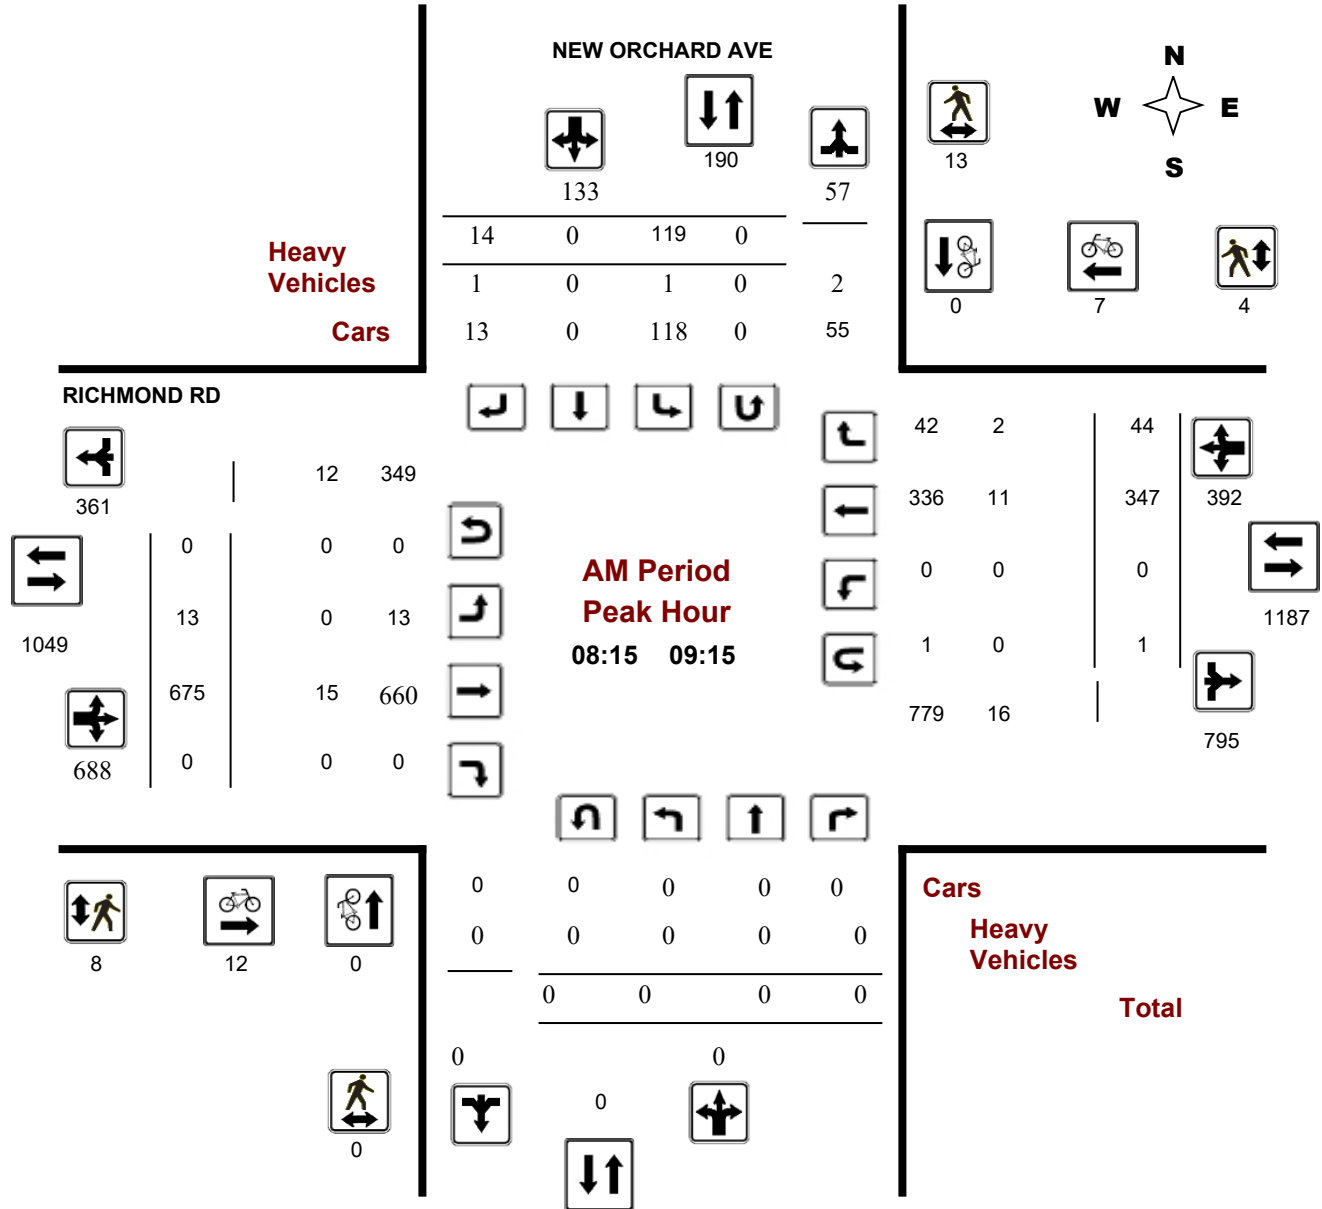 NEW ORCHARD AVE
N
W E
S
190
13
133 57
14 0 119 0
Heavy
Vehicles 1 0 1 0 2
0 7 4
Cars 13 0 118 0 55
RICHMOND RD
42 2 44
12 349
361
336 11 347 392
0 0 0
AM Period
0 0 0
Peak Hour
13 0 13
1187
1049
08:15 09:15
1 0 1
675 15 660
779 16
795
688 0 0 0
0 0 0 0 0
Cars
0 0 0 0 0
Heavy
Vehicles
8 12 0
0 0 0 0
Total
0 0
0
0